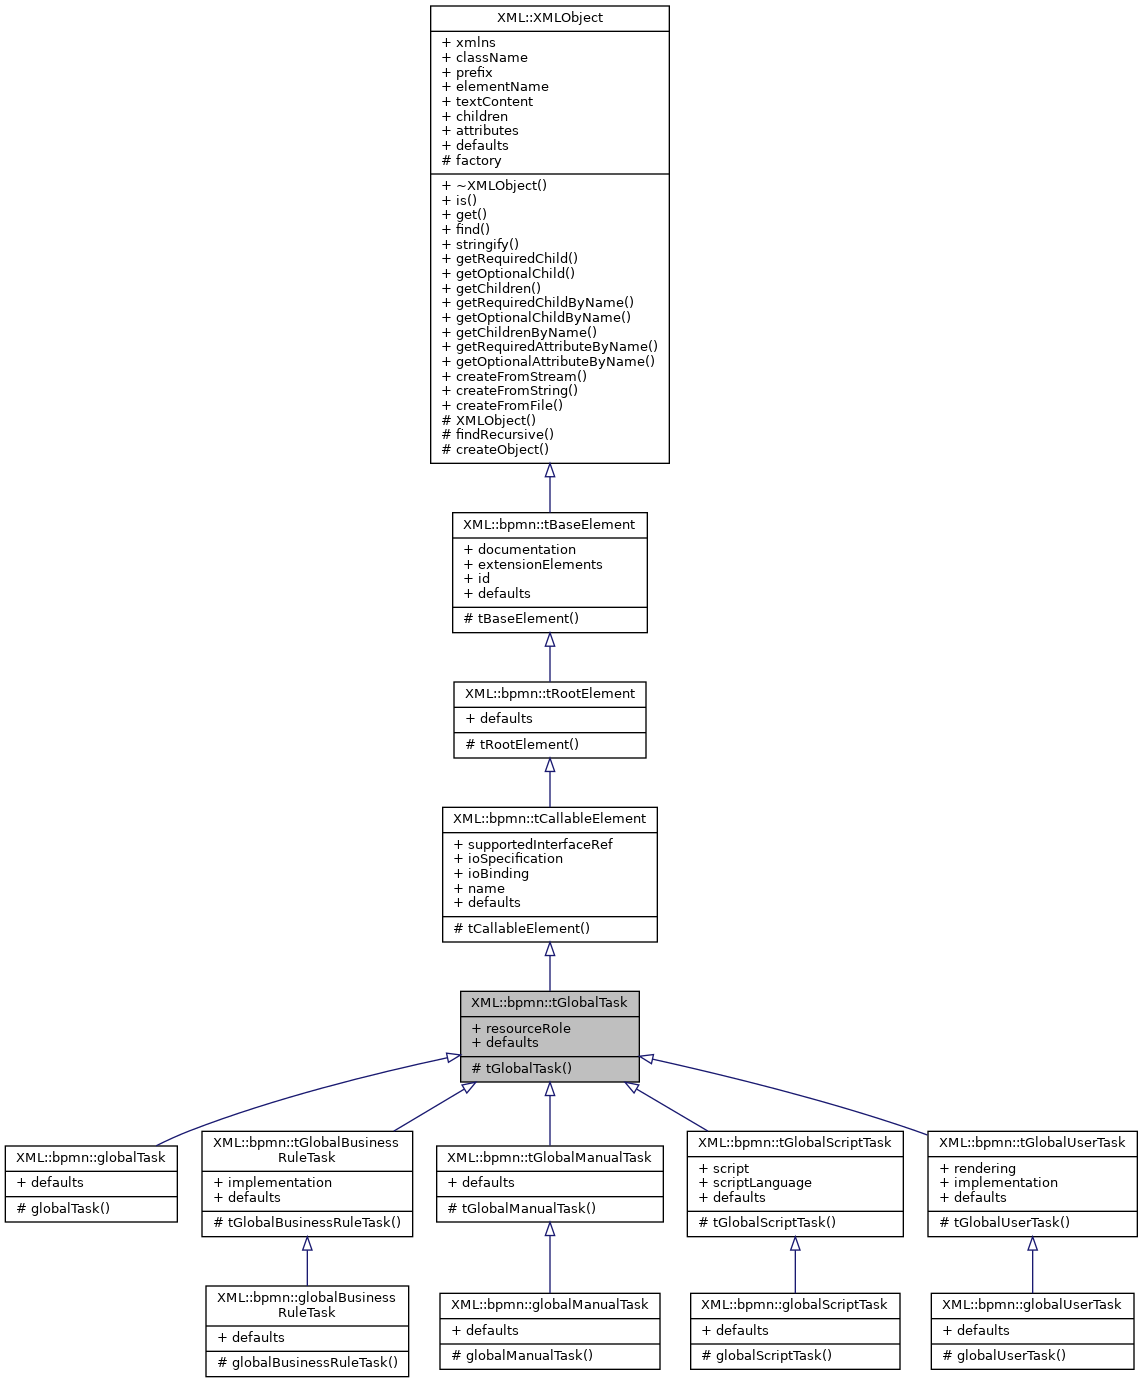 XML::XMLObject
+ xmlns
+ className
+ prefix
+ elementName
+ textContent
+ children
+ attributes
+ defaults
# factory
+ ~XMLObject()
+ is()
+ get()
+ find()
+ stringify()
+ getRequiredChild()
+ getOptionalChild()
+ getChildren()
+ getRequiredChildByName()
+ getOptionalChildByName()
+ getChildrenByName()
+ getRequiredAttributeByName()
+ getOptionalAttributeByName()
+ createFromStream()
+ createFromString()
+ createFromFile()
# XMLObject()
# findRecursive()
# createObject()
XML::bpmn::tBaseElement
+ documentation
+ extensionElements
+ id
+ defaults
# tBaseElement()
XML::bpmn::tRootElement
+ defaults
# tRootElement()
XML::bpmn::tCallableElement
+ supportedInterfaceRef
+ ioSpecification
+ ioBinding
+ name
+ defaults
# tCallableElement()
XML::bpmn::tGlobalTask
+ resourceRole
+ defaults
# tGlobalTask()
XML::bpmn::globalTask
+ defaults
# globalTask()
XML::bpmn::tGlobalBusiness
RuleTask
+ implementation
+ defaults
# tGlobalBusinessRuleTask()
XML::bpmn::tGlobalManualTask
+ defaults
# tGlobalManualTask()
XML::bpmn::tGlobalScriptTask
+ script
+ scriptLanguage
+ defaults
# tGlobalScriptTask()
XML::bpmn::tGlobalUserTask
+ rendering
+ implementation
+ defaults
# tGlobalUserTask()
XML::bpmn::globalBusiness
RuleTask
+ defaults
# globalBusinessRuleTask()
XML::bpmn::globalManualTask
+ defaults
# globalManualTask()
XML::bpmn::globalScriptTask
+ defaults
# globalScriptTask()
XML::bpmn::globalUserTask
+ defaults
# globalUserTask()